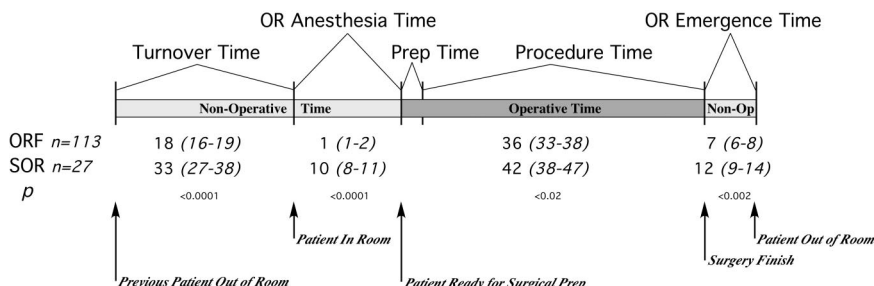 OR Anesthesia Time OR Emergence Time
Turnover Time Prep Time Procedure Time
Non-Operative Time Operative Time Non-Op
ORF n=113 18 (16-19) 1 (1-2) 36 (33-38) 7 (6-8)
SOR n=27 33 (27-38) 10 (8-11) 42 (38-47) 12 (9-14)
p <0.0001 <0.0001 <0.02 <0.002
Patient In Room Patient Out of Room
Surgery Finish
Previous Patient Out of Room Patient Ready for Surgical Prep